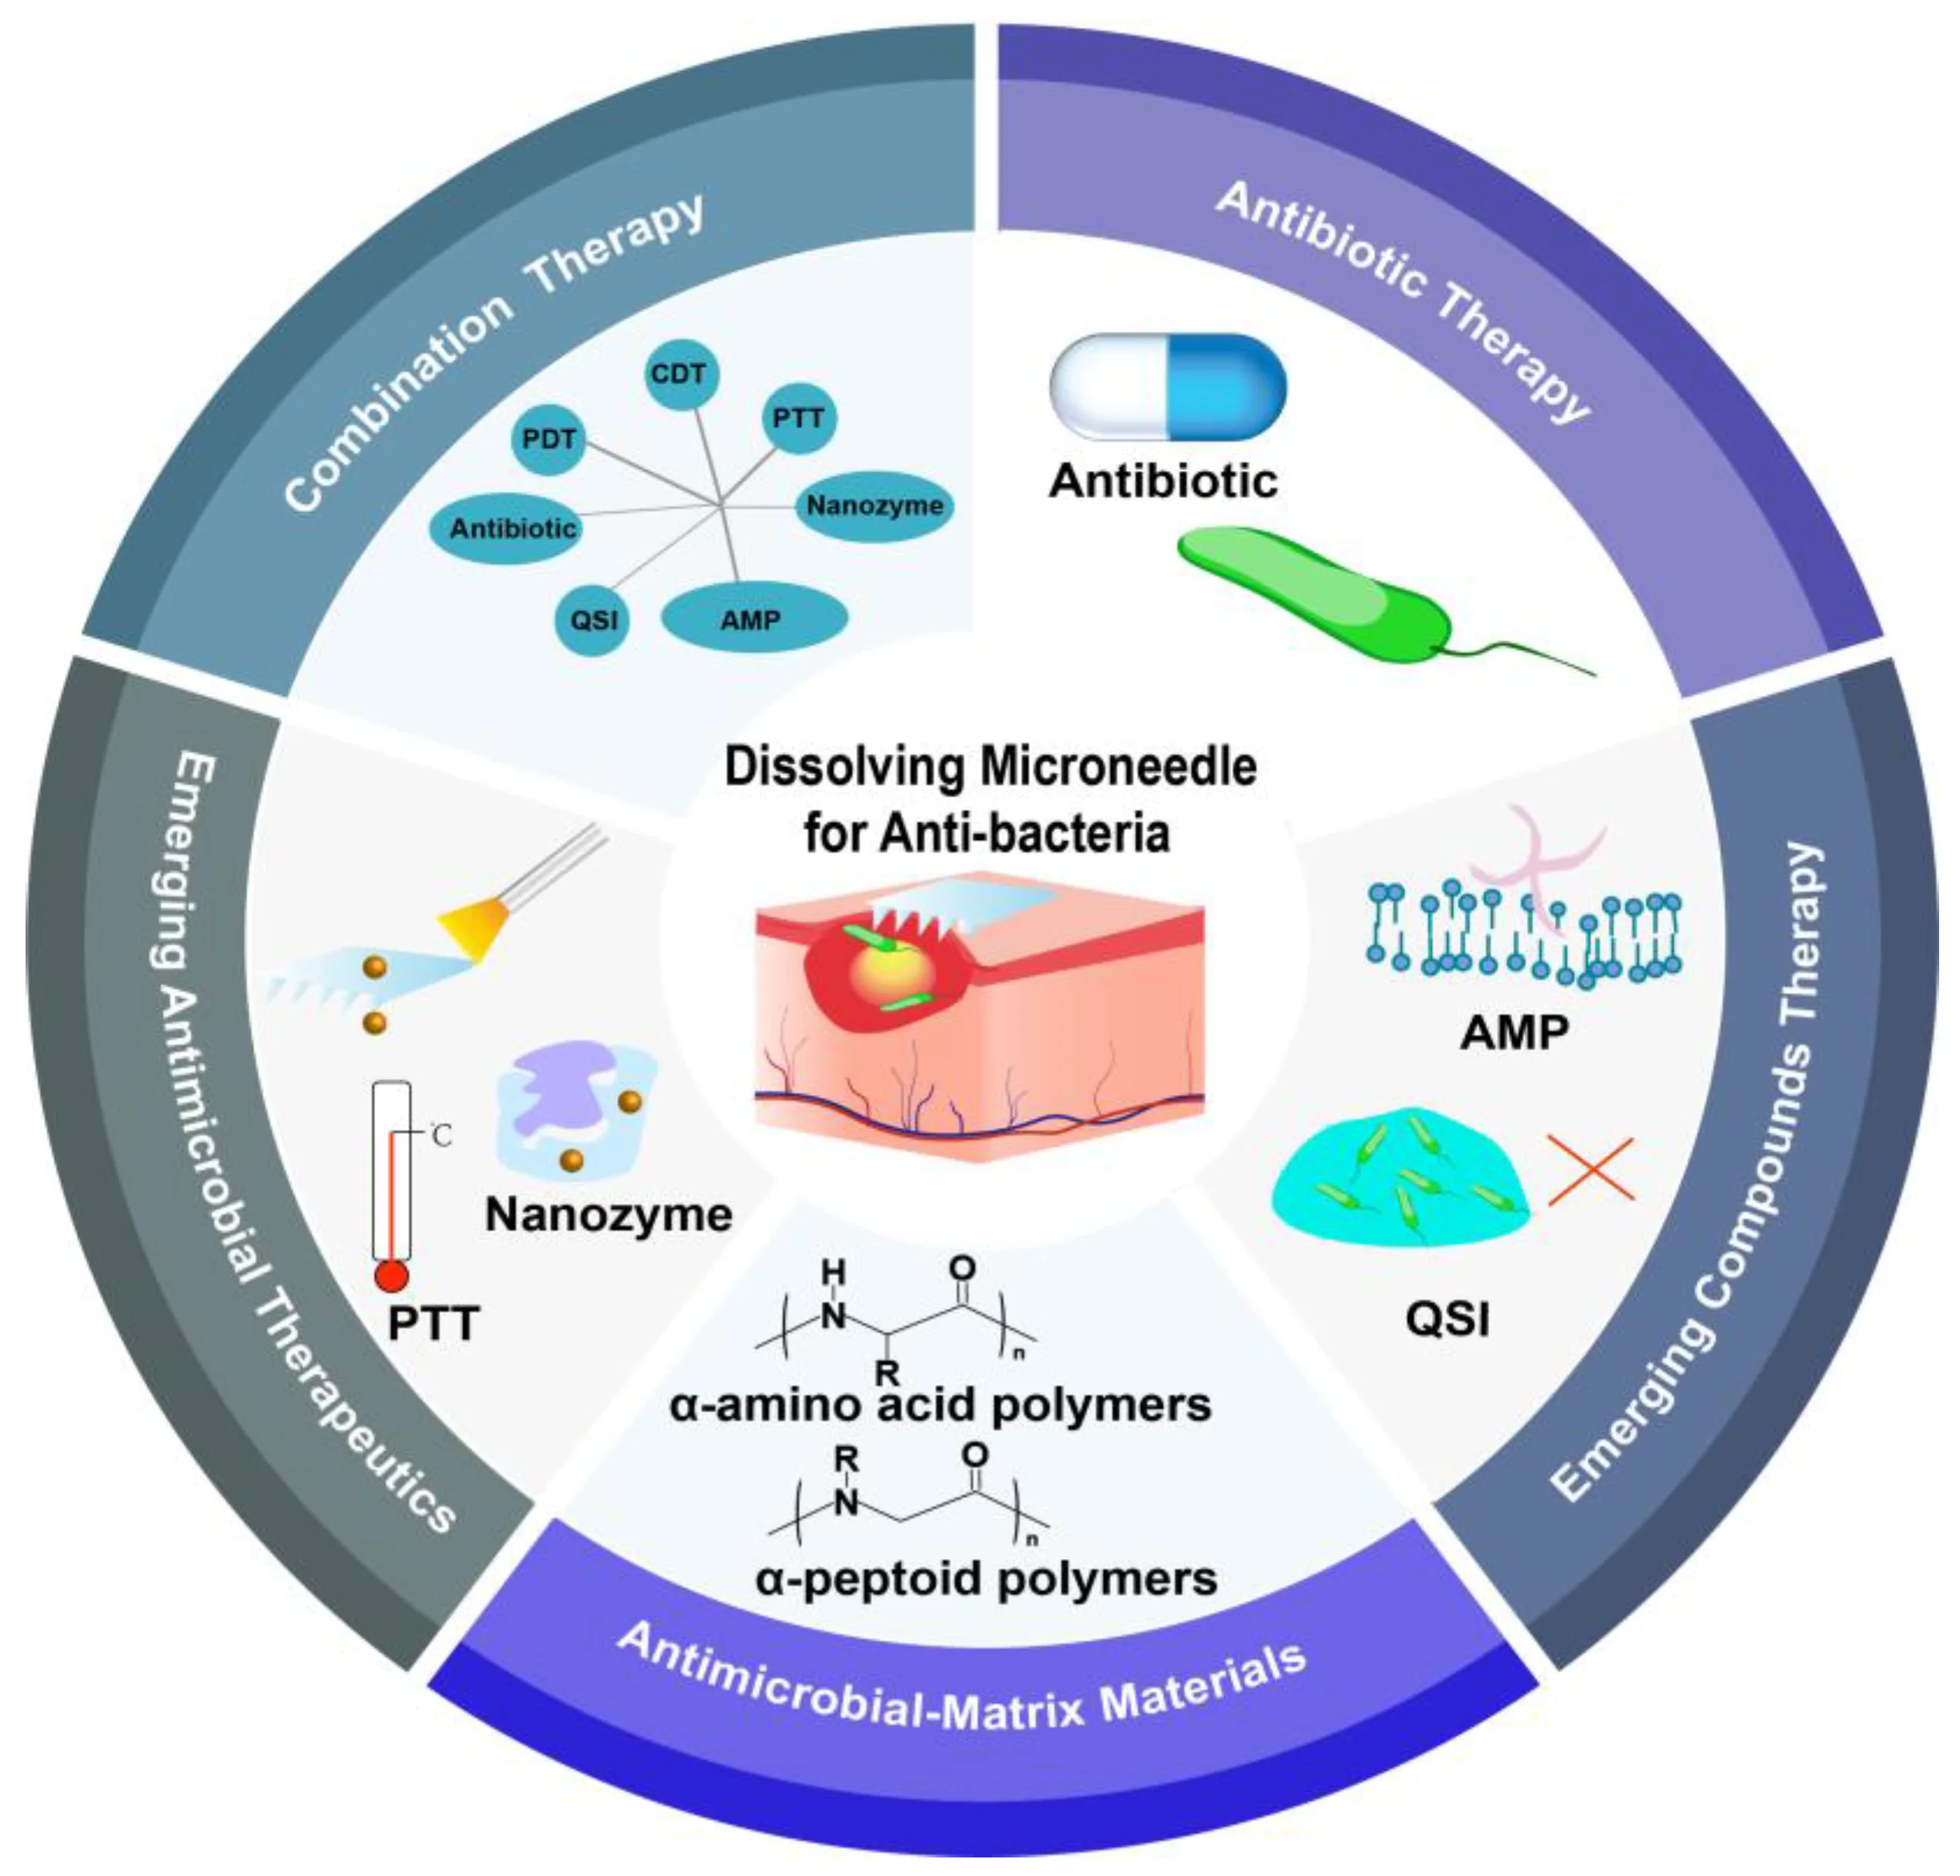 Combination Therapy
CDT
PTT
PDT
Nanozyme
Antibiotic
QSI
AMP
Antibiotic Therapy
Antibiotic
Dissolving Microneedle
for Anti-bacteria
Emerging Compounds Therapy
AMP
QSI
Emerging Antimicrobial Therapeutics
°C
Nanozyme
PTT
H
O
N
n
R
α-amino acid polymers
R
O
N
n
α-peptoid polymers
Antimicrobial-Matrix Materials